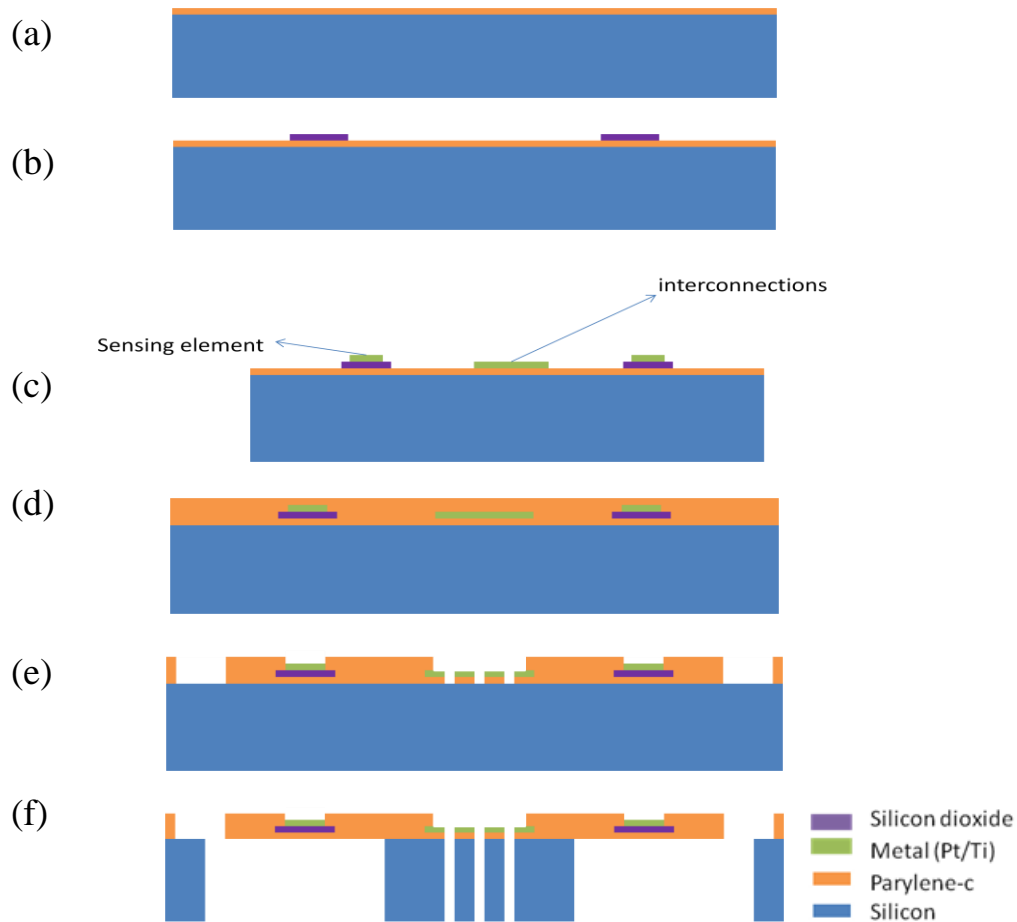 (a)
(b)
interconnections
Sensing element
(c)
(d)
(e)
(f)
Silicon dioxide
Metal (Pt/Ti)
Parylene-c
Silicon